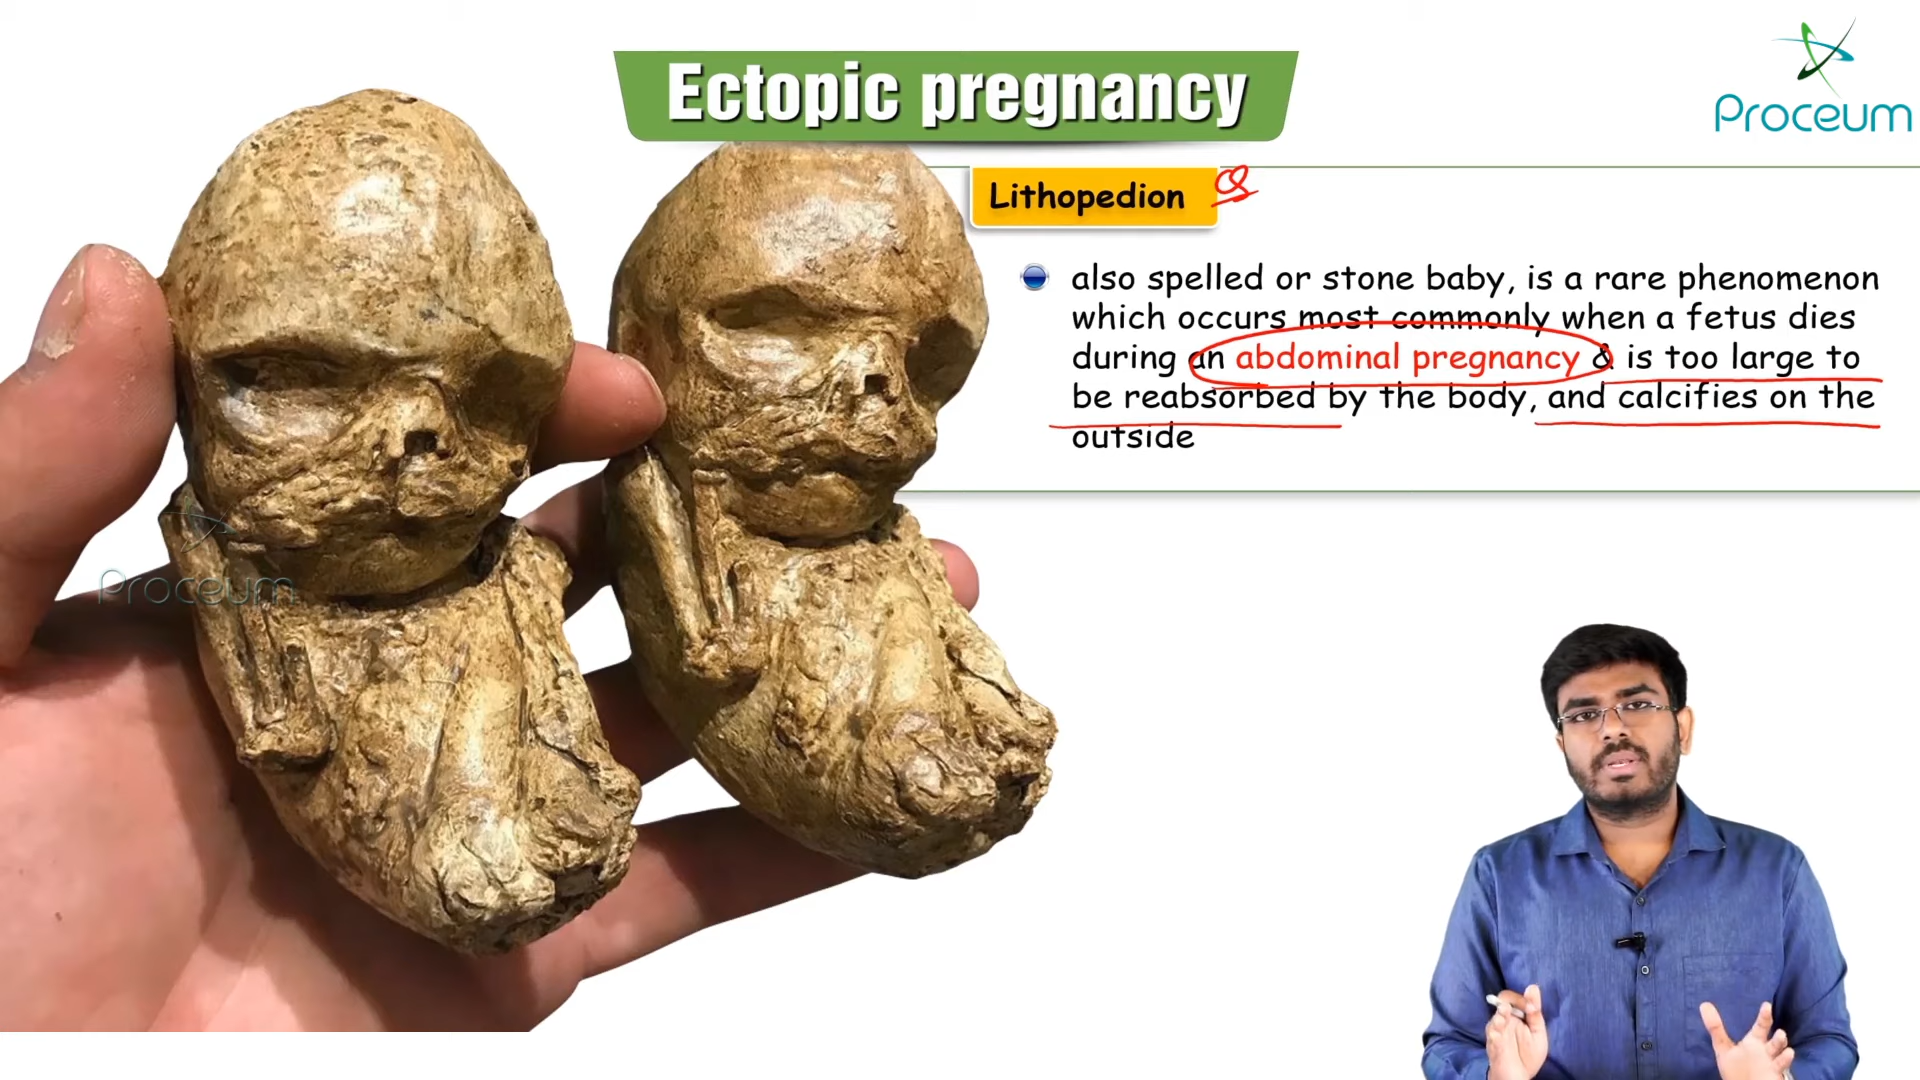 Ectopic pregnancy
Proceum
Lithopedion
also spelled or stone baby, is a rare phenomenon
which occurs most commonly when a fetus dies
during an abdominal pregnancy & is too large to
be reabsorbed by the body, and calcifies on the
outside
Proceum